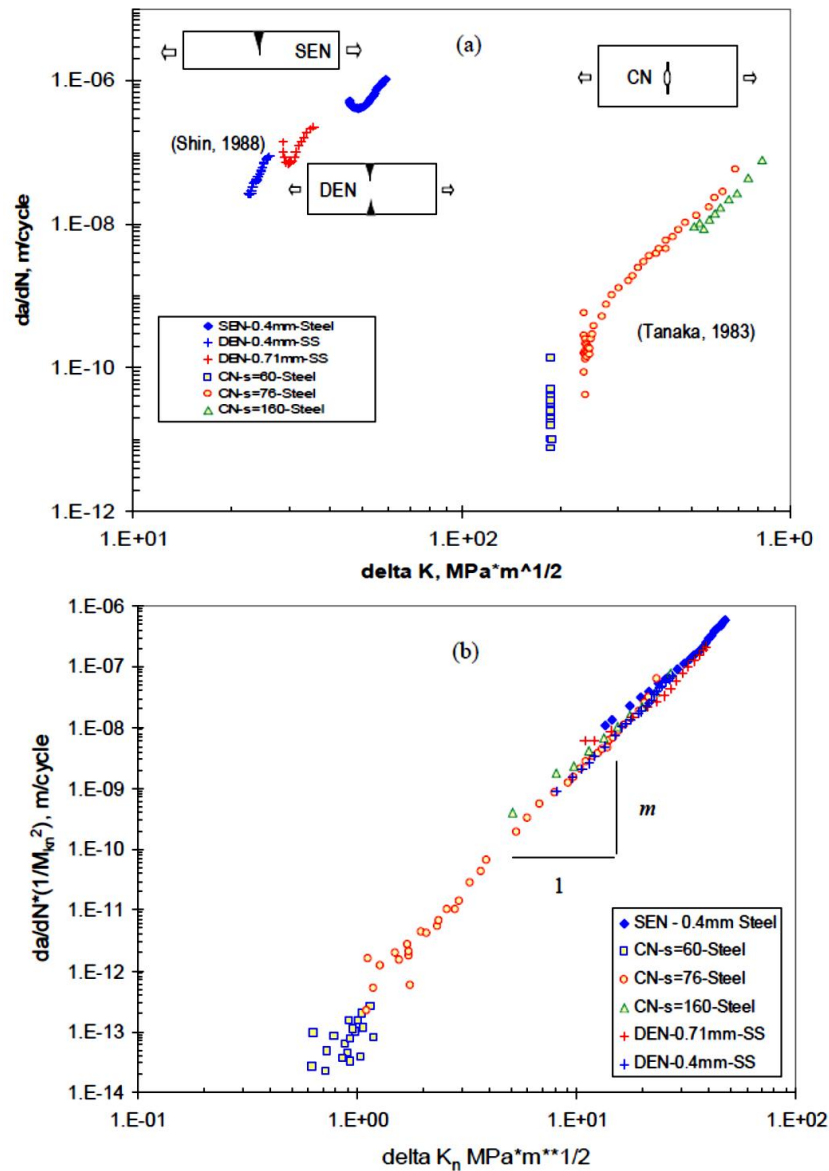 (a)
SEN
CN
1.E-06
(Shin, 1988)
DEN
1.E-08
da/dN, m/cycle
SEN-0.4mm-Steel
DEN-0.4mm-SS
DEN-0.71mm-SS
CN-s=60-Steel
CN-s=76-Steel
CN-s=160-Steel
(Tanaka, 1983)
1.E-10
1.E-12
1.E+01
1.E+02
1.E+0
delta K, MPa*m^1/2
(b)
1.E-06
1.E-07
1.E-08
1.E-09
1.E-10
1.E-11
1.E-12
1.E-13
1.E-14
da/dN*(1/Mkn²), m/cycle
m
1
SEN - 0.4mm Steel
CN-s=60-Steel
CN-s=76-Steel
CN-s=160-Steel
DEN-0.71mm-SS
DEN-0.4mm-SS
1.E-01
1.E+00
1.E+01
1.E+02
delta Kn MPa*m**1/2